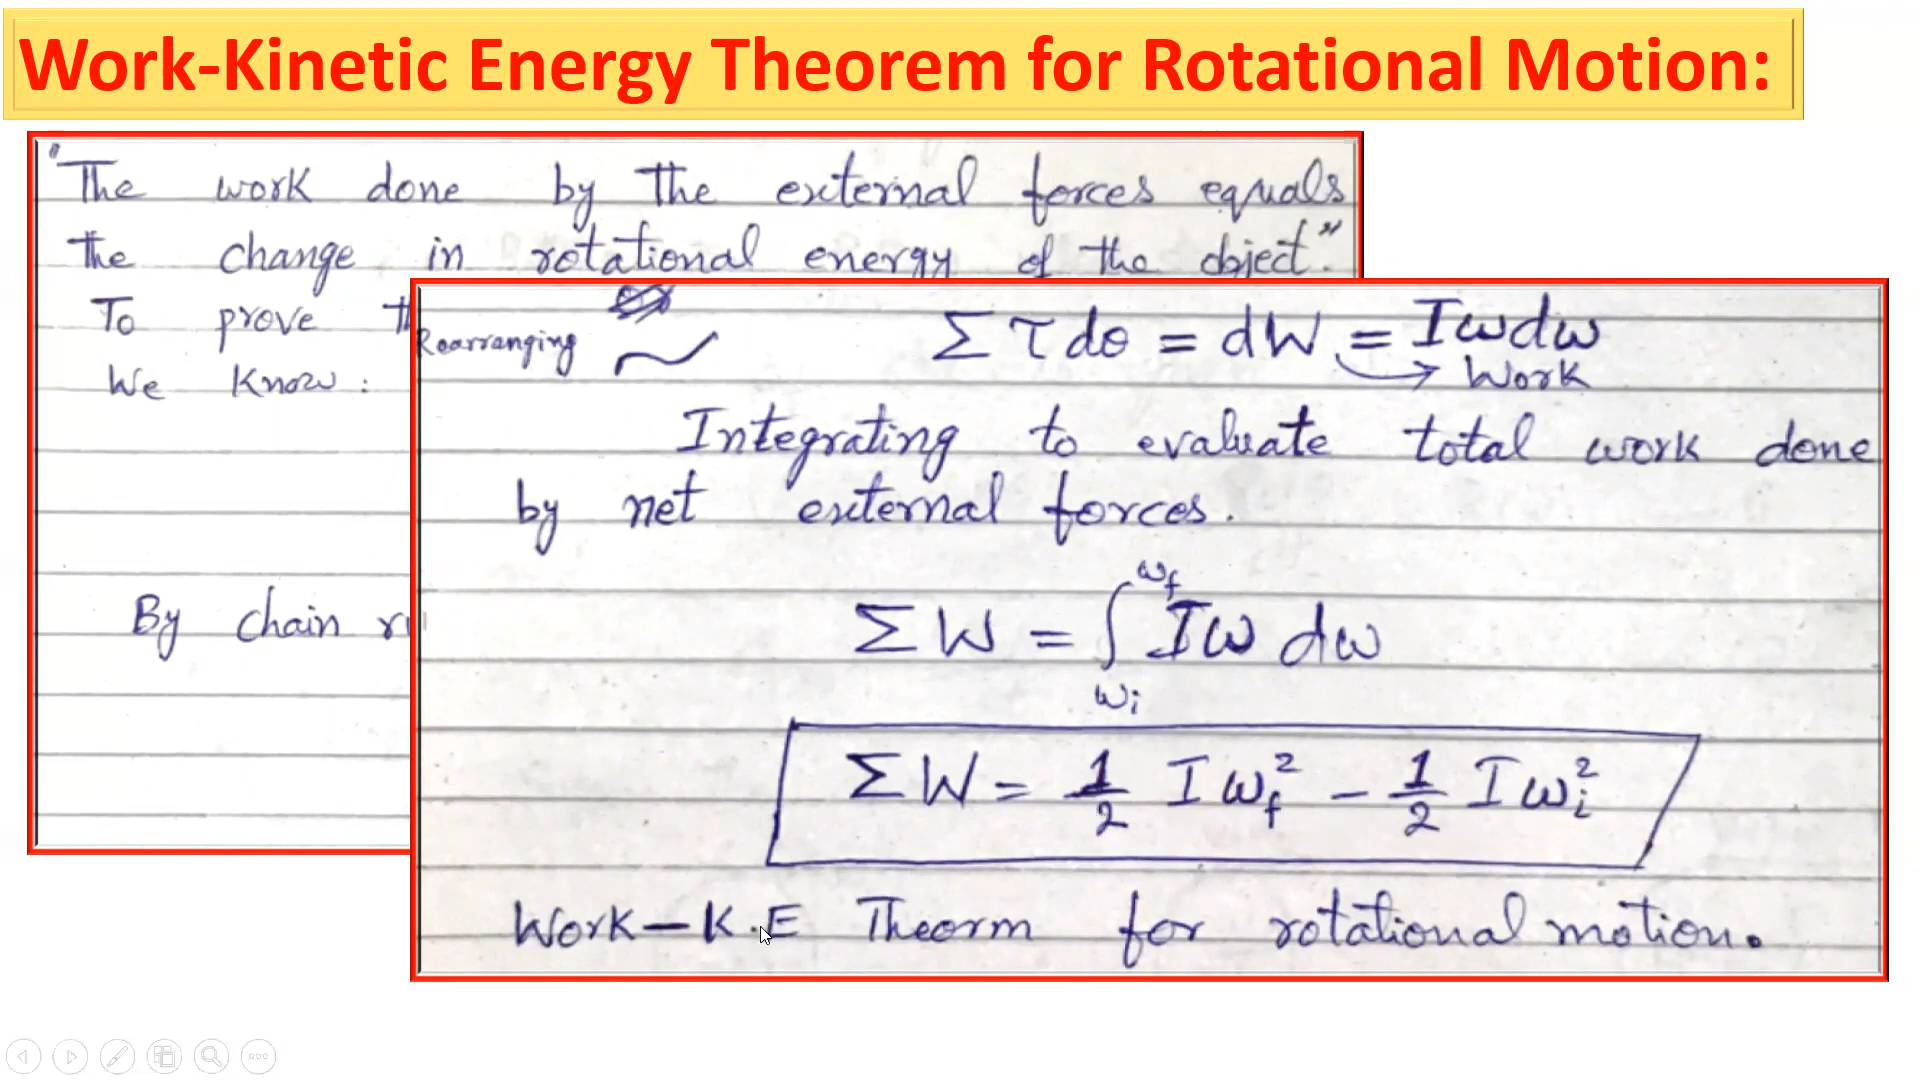 Work-Kinetic Energy Theorem for Rotational Motion:
"The work done by the external forces equals
the change in rotational energy of the object."
To prove
We know:
By chain
Rearranging
Σ τ dθ = dW = Iωdω
→ Work
Integrating to evaluate total work done
by net external forces.
ΣW = ∫ωi^ωf Iω dω
ΣW = 1/2 Iωf² − 1/2 Iωi²
Work – K.E Theorm for rotational motion.